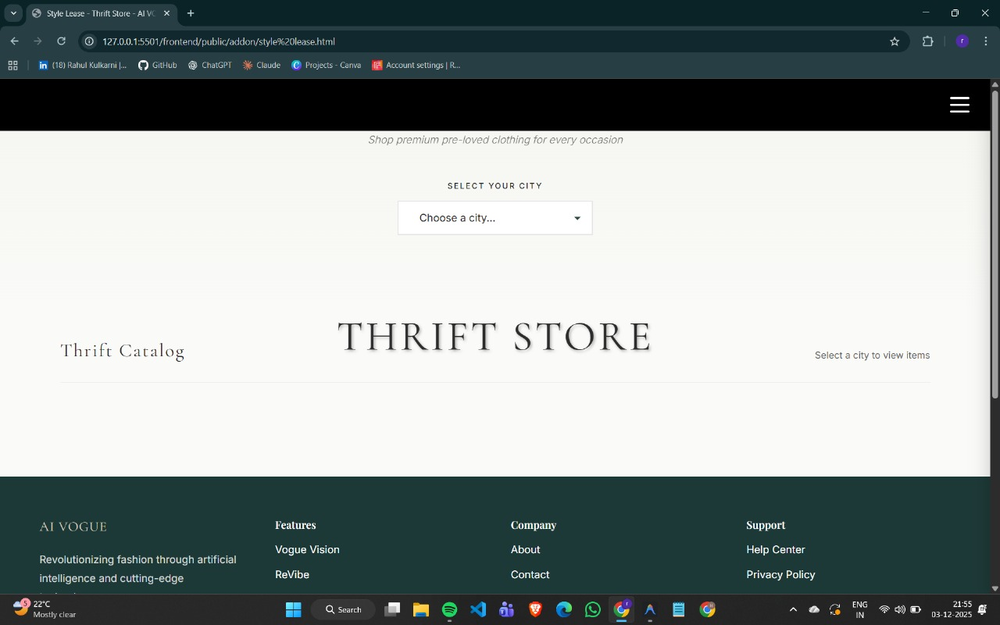 Style Lease - Thrift Store - AI VO
127.0.0.1:5501/frontend/public/addon/style%20lease.html
r
(18) Rahul Kulkarni |...
GitHub
ChatGPT
Claude
Projects - Canva
Account settings | R...
Shop premium pre-loved clothing for every occasion
SELECT YOUR CITY
Choose a city...
THRIFT STORE
Thrift Catalog
Select a city to view items
AI VOGUE
Revolutionizing fashion through artificial
intelligence and cutting-edge
Features
Vogue Vision
ReVibe
Company
About
Contact
Support
Help Center
Privacy Policy
5
22°C
Mostly clear
Search
ENG
IN
21:55
03-12-2025